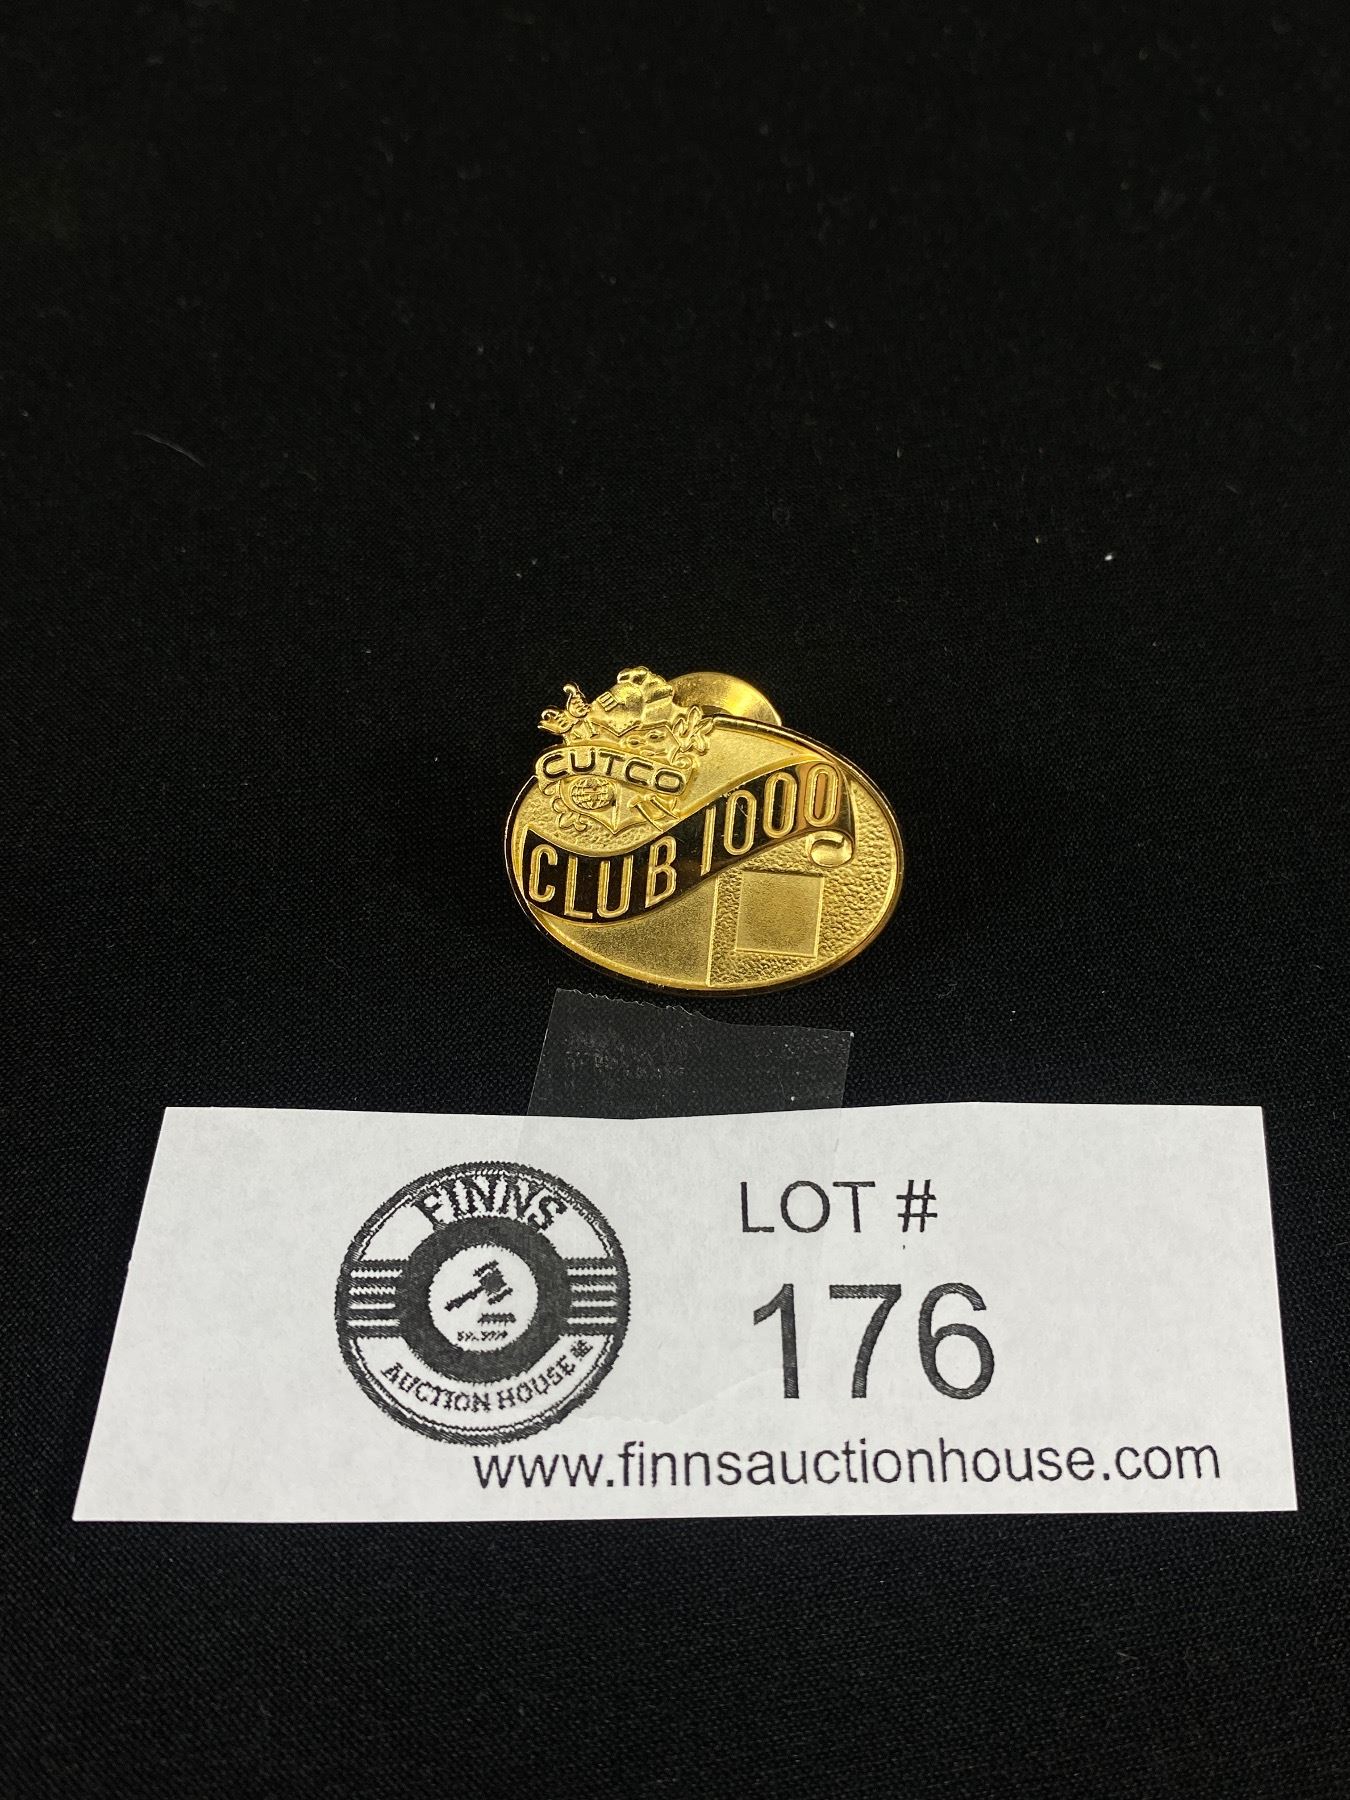 CUTCO
CLUB 1000
FINNS
AUCTION HOUSE
LOT #
176
www.finnsauctionhouse.com